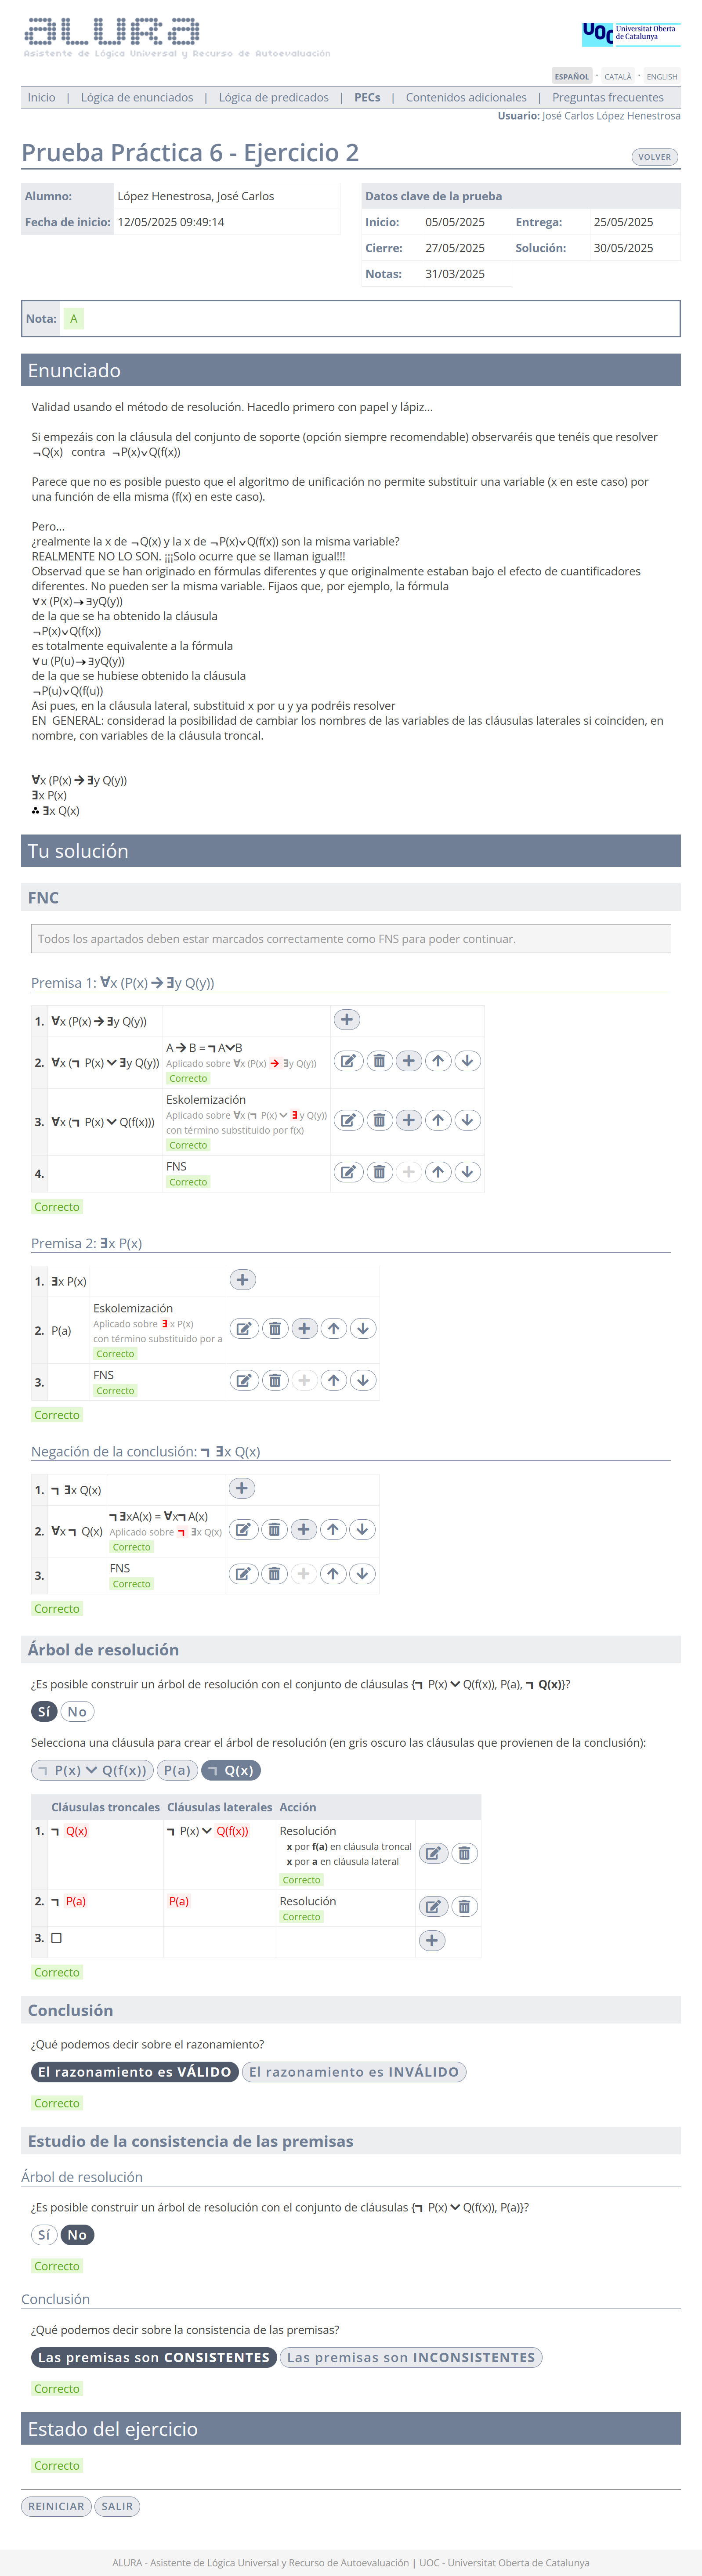 aLURa
Asistente de Lógica Universal y Recurso de Autoevaluación
UOC Universitat Oberta
de Catalunya
ESPAÑOL · CATALÀ · ENGLISH
Inicio | Lógica de enunciados | Lógica de predicados | PECs | Contenidos adicionales | Preguntas frecuentes
Usuario: José Carlos López Henestrosa
Prueba Práctica 6 - Ejercicio 2
VOLVER
Alumno: López Henestrosa, José Carlos
Fecha de inicio: 12/05/2025 09:49:14
Datos clave de la prueba
Inicio: 05/05/2025 Entrega: 25/05/2025
Cierre: 27/05/2025 Solución: 30/05/2025
Notas: 31/03/2025
Nota: A
Enunciado
Validad usando el método de resolución. Hacedlo primero con papel y lápiz...
Si empezáis con la cláusula del conjunto de soporte (opción siempre recomendable) observaréis que tenéis que resolver
¬Q(x) contra ¬P(x)∨Q(f(x))
Parece que no es posible puesto que el algoritmo de unificación no permite substituir una variable (x en este caso) por
una función de ella misma (f(x) en este caso).
Pero...
¿realmente la x de ¬Q(x) y la x de ¬P(x)∨Q(f(x)) son la misma variable?
REALMENTE NO LO SON. ¡¡¡Solo ocurre que se llaman igual!!!
Observad que se han originado en fórmulas diferentes y que originalmente estaban bajo el efecto de cuantificadores
diferentes. No pueden ser la misma variable. Fijaos que, por ejemplo, la fórmula
∀x (P(x)→∃yQ(y))
de la que se ha obtenido la cláusula
¬P(x)∨Q(f(x))
es totalmente equivalente a la fórmula
∀u (P(u)→∃yQ(y))
de la que se hubiese obtenido la cláusula
¬P(u)∨Q(f(u))
Asi pues, en la cláusula lateral, substituid x por u y ya podréis resolver
EN GENERAL: considerad la posibilidad de cambiar los nombres de las variables de las cláusulas laterales si coinciden, en
nombre, con variables de la cláusula troncal.
∀x (P(x) → ∃y Q(y))
∃x P(x)
∴ ∃x Q(x)
Tu solución
FNC
Todos los apartados deben estar marcados correctamente como FNS para poder continuar.
Premisa 1: ∀x (P(x) → ∃y Q(y))
1. ∀x (P(x) → ∃y Q(y))
2. ∀x (¬ P(x) ∨ ∃y Q(y)) A → B = ¬A∨B
Aplicado sobre ∀x (P(x) → ∃y Q(y))
Correcto
3. ∀x (¬ P(x) ∨ Q(f(x))) Eskolemización
Aplicado sobre ∀x (¬ P(x) ∨ ∃y Q(y))
con término substituido por f(x)
Correcto
4. FNS
Correcto
Correcto
Premisa 2: ∃x P(x)
1. ∃x P(x)
2. P(a) Eskolemización
Aplicado sobre ∃x P(x)
con término substituido por a
Correcto
3. FNS
Correcto
Correcto
Negación de la conclusión: ¬ ∃x Q(x)
1. ¬ ∃x Q(x)
2. ∀x ¬ Q(x) ¬∃xA(x) = ∀x¬A(x)
Aplicado sobre ¬ ∃x Q(x)
Correcto
3. FNS
Correcto
Correcto
Árbol de resolución
¿Es posible construir un árbol de resolución con el conjunto de cláusulas {¬ P(x) ∨ Q(f(x)), P(a), ¬ Q(x)}?
Sí No
Selecciona una cláusula para crear el árbol de resolución (en gris oscuro las cláusulas que provienen de la conclusión):
¬ P(x) ∨ Q(f(x)) P(a) ¬ Q(x)
Cláusulas troncales Cláusulas laterales Acción
1. ¬ Q(x) ¬ P(x) ∨ Q(f(x)) Resolución
x por f(a) en cláusula troncal
x por a en cláusula lateral
Correcto
2. ¬ P(a) P(a) Resolución
Correcto
3. □
Correcto
Conclusión
¿Qué podemos decir sobre el razonamiento?
El razonamiento es VÁLIDO El razonamiento es INVÁLIDO
Correcto
Estudio de la consistencia de las premisas
Árbol de resolución
¿Es posible construir un árbol de resolución con el conjunto de cláusulas {¬ P(x) ∨ Q(f(x)), P(a)}?
Sí No
Correcto
Conclusión
¿Qué podemos decir sobre la consistencia de las premisas?
Las premisas son CONSISTENTES Las premisas son INCONSISTENTES
Correcto
Estado del ejercicio
Correcto
REINICIAR SALIR
ALURA - Asistente de Lógica Universal y Recurso de Autoevaluación | UOC - Universitat Oberta de Catalunya